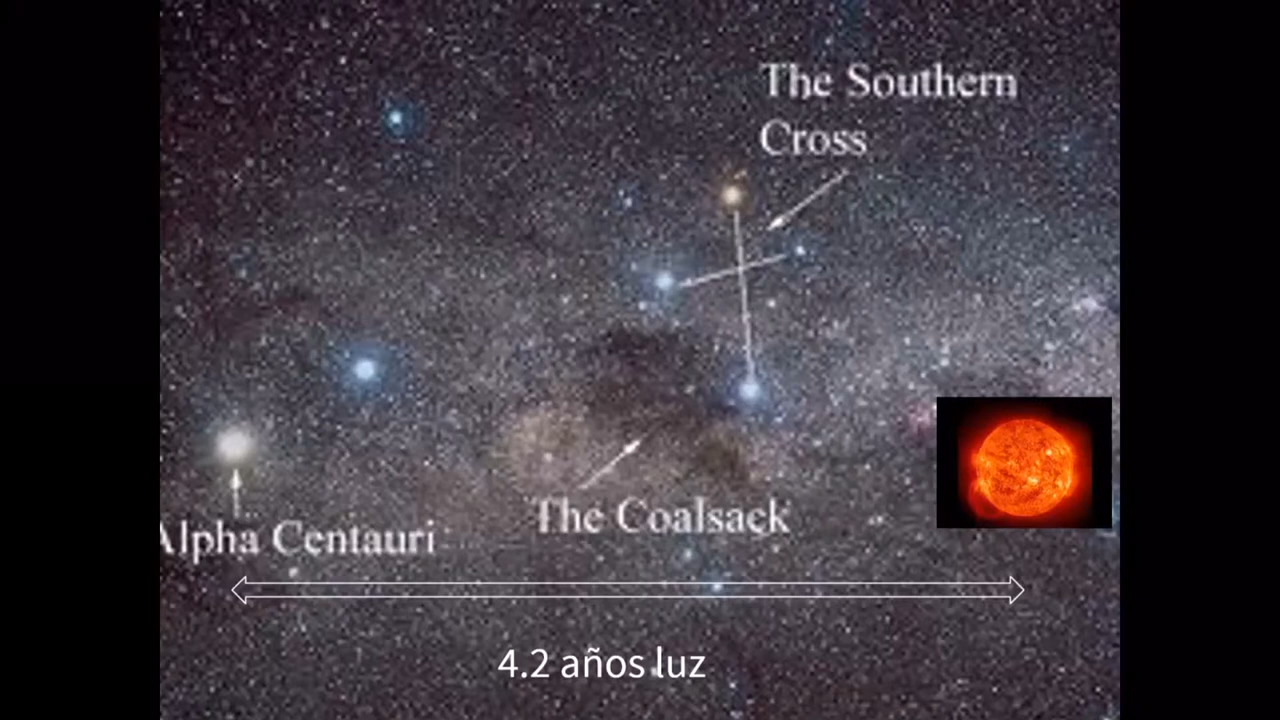 The Southern
Cross
The Coalsack
Alpha Centauri
4.2 años luz